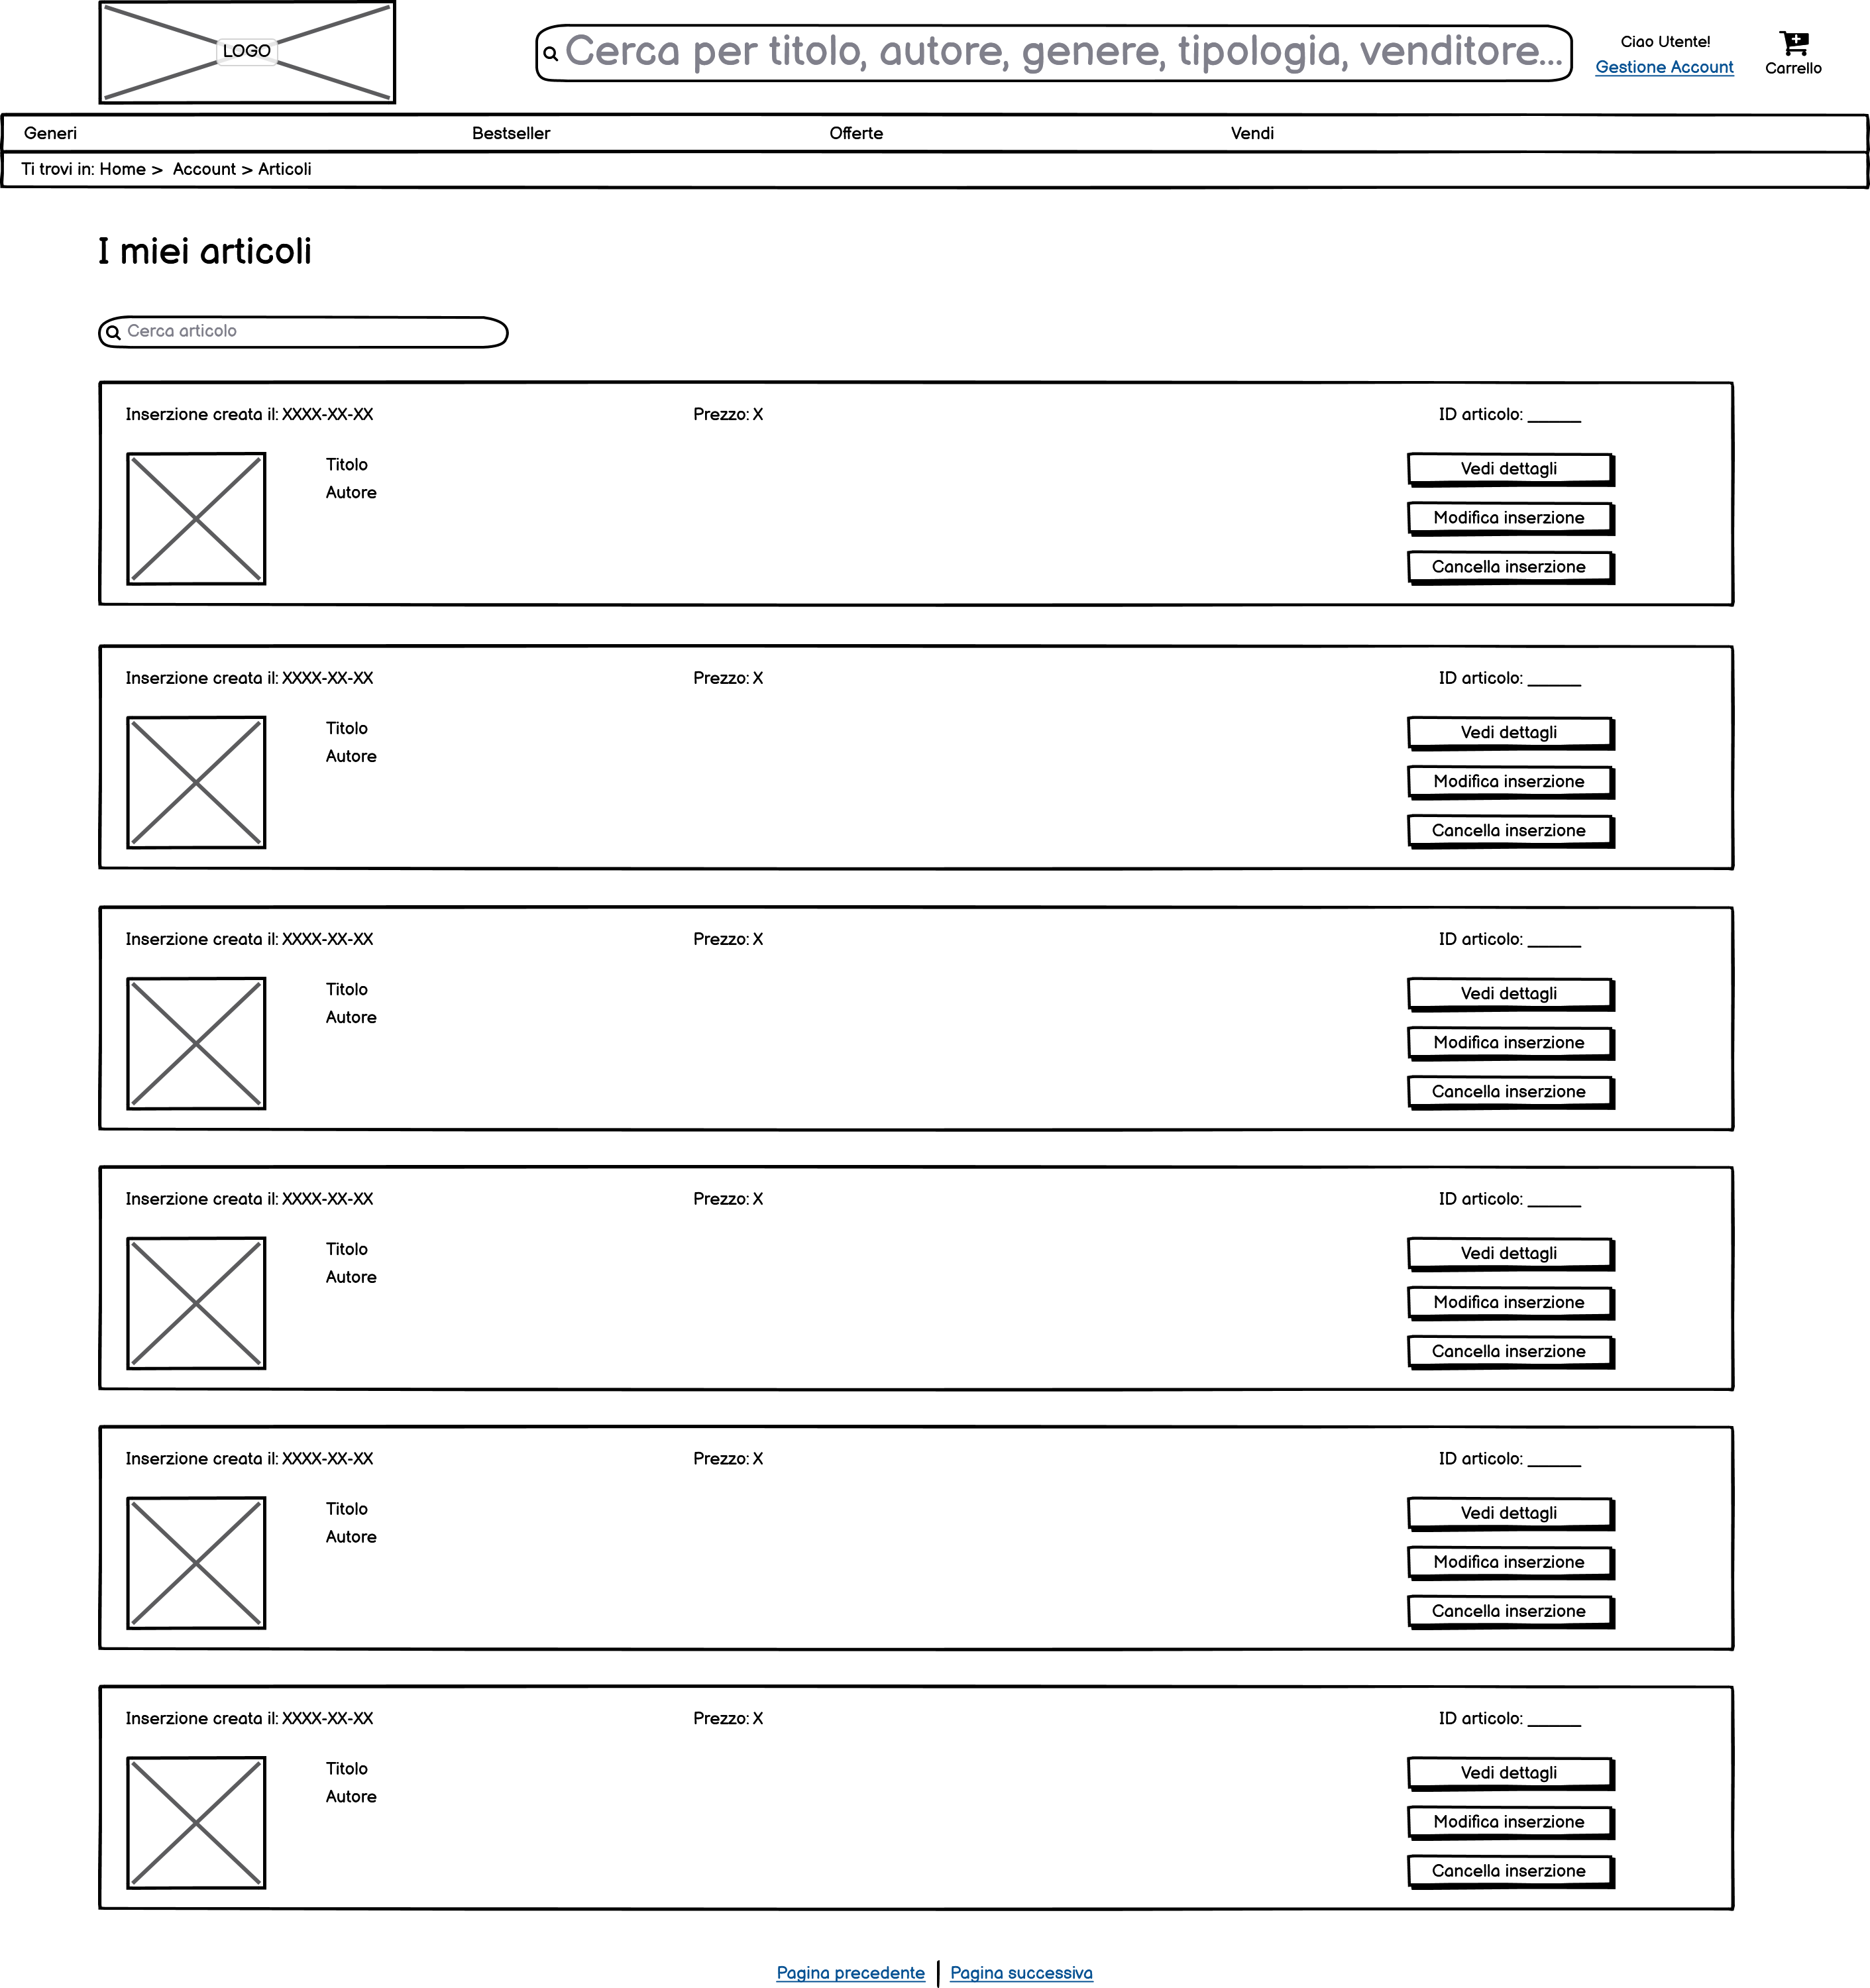 LOGO
Cerca per titolo, autore, genere, tipologia, venditore...
Ciao Utente!
Gestione Account
Carrello
Generi Bestseller Offerte Vendi
Ti trovi in: Home > Account > Articoli
I miei articoli
Cerca articolo
Inserzione creata il: XXXX-XX-XX Prezzo: X ID articolo: ______
Titolo
Autore
Vedi dettagli
Modifica inserzione
Cancella inserzione
Inserzione creata il: XXXX-XX-XX Prezzo: X ID articolo: ______
Titolo
Autore
Vedi dettagli
Modifica inserzione
Cancella inserzione
Inserzione creata il: XXXX-XX-XX Prezzo: X ID articolo: ______
Titolo
Autore
Vedi dettagli
Modifica inserzione
Cancella inserzione
Inserzione creata il: XXXX-XX-XX Prezzo: X ID articolo: ______
Titolo
Autore
Vedi dettagli
Modifica inserzione
Cancella inserzione
Inserzione creata il: XXXX-XX-XX Prezzo: X ID articolo: ______
Titolo
Autore
Vedi dettagli
Modifica inserzione
Cancella inserzione
Inserzione creata il: XXXX-XX-XX Prezzo: X ID articolo: ______
Titolo
Autore
Vedi dettagli
Modifica inserzione
Cancella inserzione
Pagina precedente | Pagina successiva